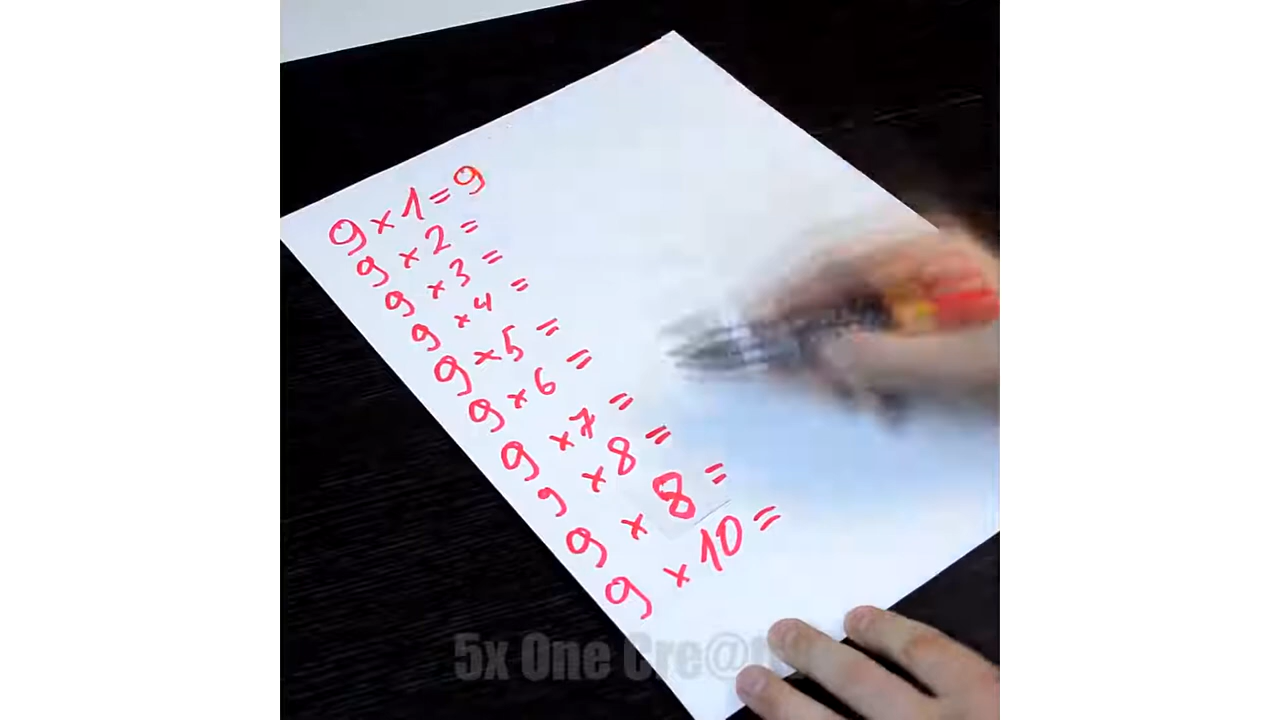 9 x 1 = 9
9 x 2 =
9 x 3 =
9 x 4 =
9 x 5 =
9 x 6 =
9 x 7 =
9 x 8 =
9 x 8 =
9 x 10 =
5x One